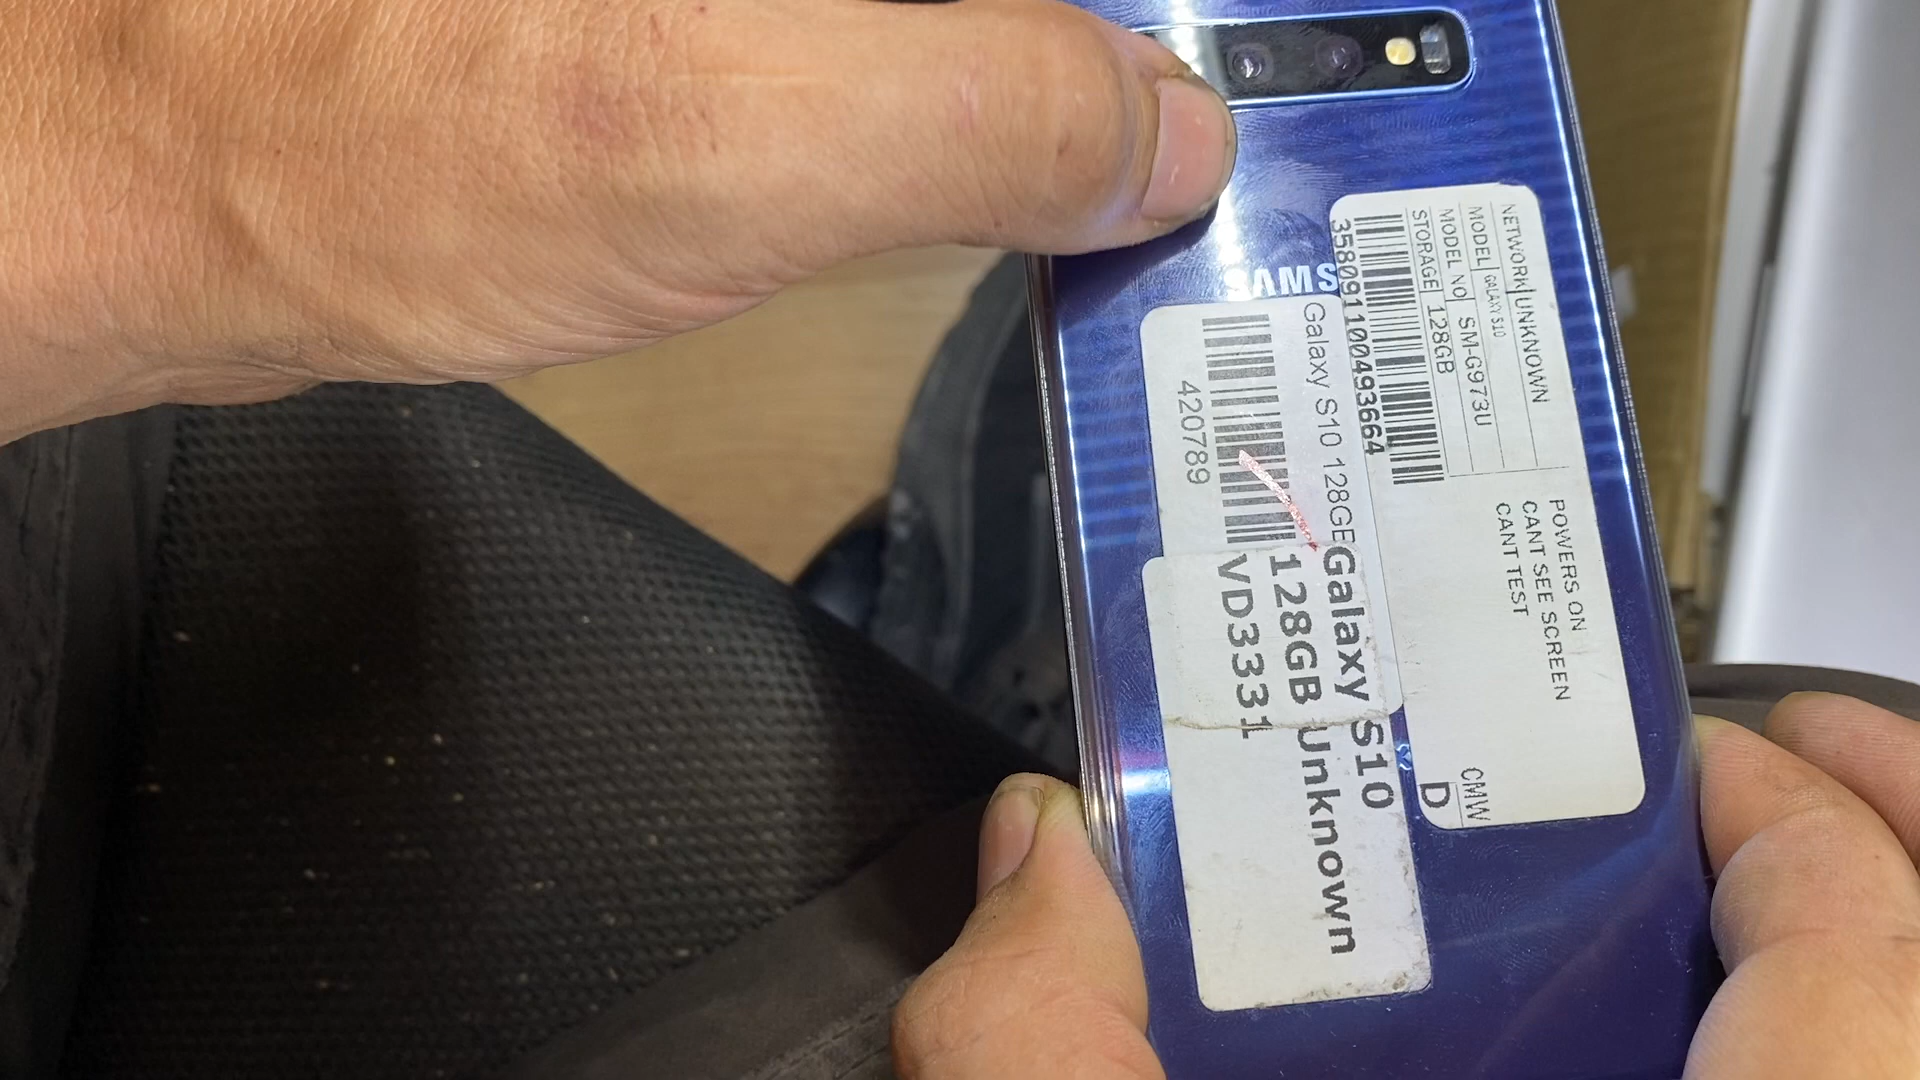 SAMS
NETWORK UNKNOWN
MODEL GALAXY S10
MODEL NO SM-G973U
STORAGE 128GB
358091100493664
POWERS ON
CANT SEE SCREEN
CANT TEST
CMW
D
Galaxy S10 128GB
420789
Galaxy S10
128GB Unknown
VD3331